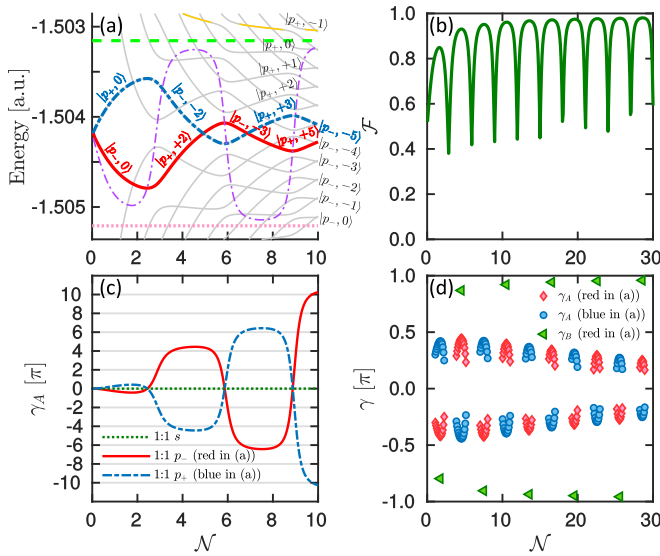 (a)
-1.503
-1.504
-1.505
Energy [a.u.]
|p₊,-1⟩
|p₊,0⟩
|p₊,+1⟩
|p₊,+2⟩
|p₊,0⟩
|p₋,-2⟩
|p₋,+3⟩
|p₊,+3⟩
|p₋,0⟩
|p₊,+2⟩
|p₊,+5⟩
|p₋,-5⟩
|p₋,-4⟩
|p₋,-3⟩
|p₋,-2⟩
|p₋,-1⟩
|p₋,0⟩
0 2 4 6 8 10
(b)
1.0
0.8
0.6
0.4
0.2
0.0
ℱ
0 10 20 30
(c)
10
8
6
4
2
0
-2
-4
-6
-8
-10
γA [π]
1:1 s
1:1 p₋ (red in (a))
1:1 p₊ (blue in (a))
0 2 4 6 8 10
𝒩
(d)
1.0
0.5
0.0
-0.5
-1.0
γ [π]
γA (red in (a))
γA (blue in (a))
γB (red in (a))
0 10 20 30
𝒩